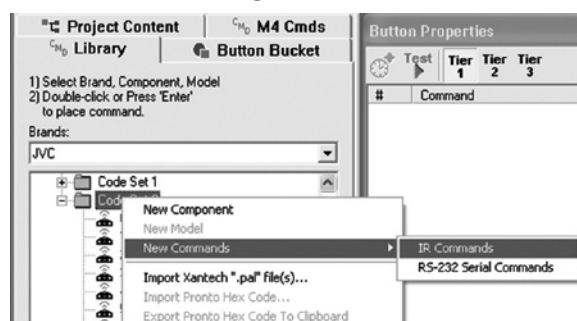 Project Content
CMD M4 Cmds
CMD Library
Button Bucket
1) Select Brand, Component, Model
2) Double-click or Press 'Enter'
to place command.
Brands:
JVC
Code Set 1
New Component
New Model
New Commands
Import Xantech ".pal" file(s)...
Import Pronto Hex Code...
Export Pronto Hex Code To Clipboard
IR Commands
RS-232 Serial Commands
Button Properties
Test Tier 1 Tier 2 Tier 3
# Command